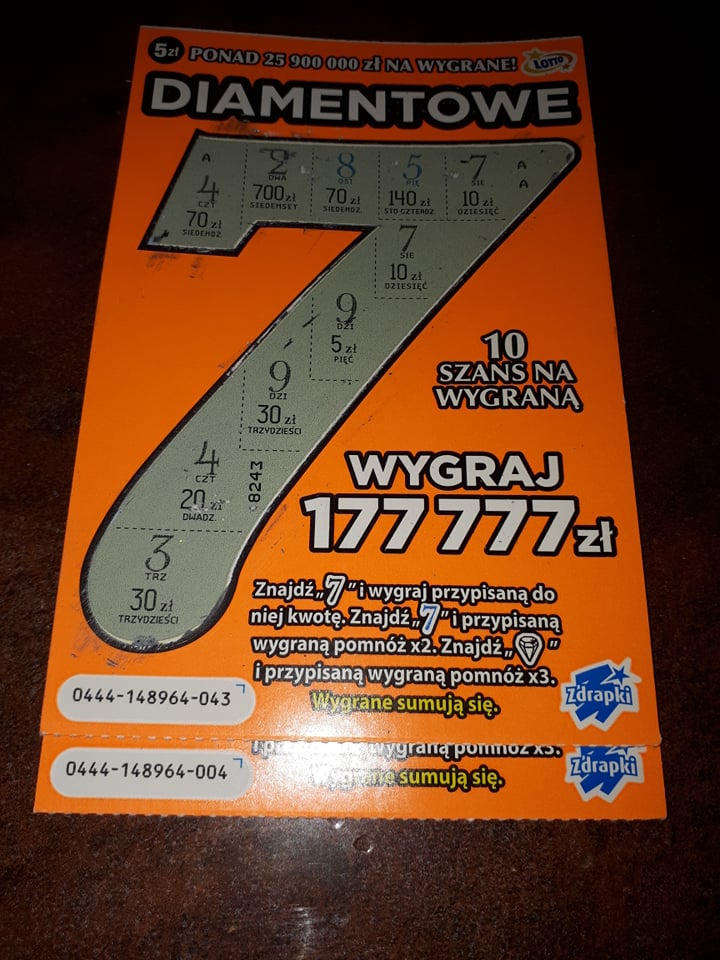 5zł PONAD 25 900 000 zł NA WYGRANE! LOTTO
DIAMENTOWE
A 2 8 5 7 A
DWA OSI PIĘ SIE A
4 700 zł 70 zł 140 zł 10 zł
CZT SIEDEMSET SIEDEMDZ. STO CZTERDZ. DZIESIĘĆ
70 zł
SIEDEMDZ.
7
SIE
10 zł
DZIESIĘĆ
9
DZI
5 zł
PIĘĆ
10
SZANS NA
WYGRANĄ
9
DZI
30 zł
TRZYDZIEŚCI
4
CZT
20 zł
DWADZ.
8243
WYGRAJ
177 777 zł
3
TRZ
30 zł
TRZYDZIEŚCI
Znajdź „7” i wygraj przypisaną do
niej kwotę. Znajdź „7” i przypisaną
wygraną pomnóż x2. Znajdź „ ”
i przypisaną wygraną pomnóż x3.
Wygrane sumują się.
0444-148964-043
Zdrapki
i wygraną pomnóż x3.
0444-148964-004
Wygrane sumują się.
Zdrapki